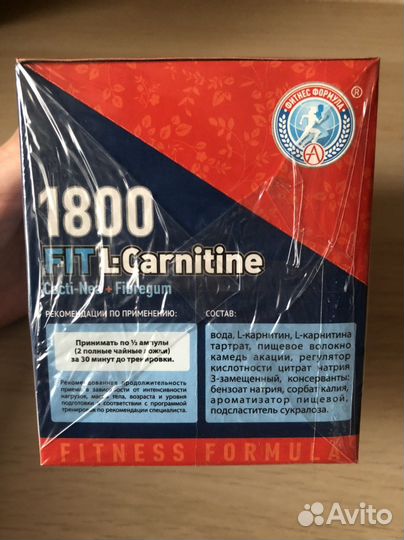 ФИТНЕС ФОРМУЛА
®
А
1800
FIT L-Carnitine
Cacti-Nea + Fibregum
РЕКОМЕНДАЦИИ ПО ПРИМЕНЕНИЮ:
Принимать по ½ ампулы
(2 полные чайные ложки)
за 30 минут до тренировки.
Рекомендованная продолжительность
приема в зависимости от интенсивности
нагрузок, массы тела, возраста и уровня
подготовки в соответствии с программой
тренировок по рекомендации специалиста.
СОСТАВ:
вода, L-карнитин, L-карнитина
тартрат, пищевое волокно
камедь акации, регулятор
кислотности цитрат натрия
3-замещенный, консерванты:
бензоат натрия, сорбат калия,
ароматизатор пищевой,
подсластитель сукралоза.
FITNESS FORMULA
Avito